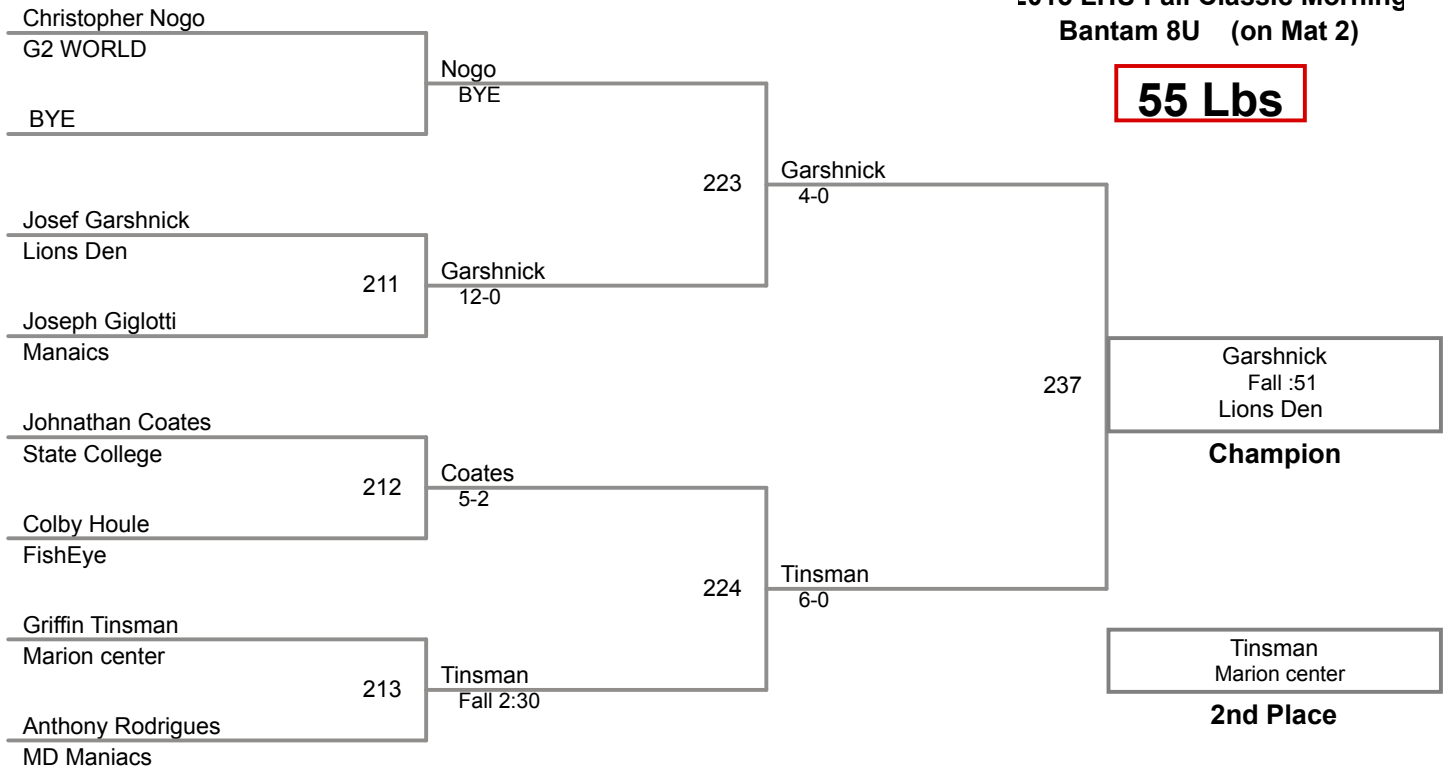 LHU Fall Classic Morning
Bantam 8U (on Mat 2)
55 Lbs
Christopher Nogo
G2 WORLD
BYE
Nogo
BYE
Josef Garshnick
Lions Den
211
Joseph Giglotti
Manaics
Garshnick
12-0
223
Garshnick
4-0
Johnathan Coates
State College
212
Colby Houle
FishEye
Coates
5-2
Griffin Tinsman
Marion center
213
Anthony Rodrigues
MD Maniacs
Tinsman
Fall 2:30
224
Tinsman
6-0
237
Garshnick
Fall :51
Lions Den
Champion
Tinsman
Marion center
2nd Place